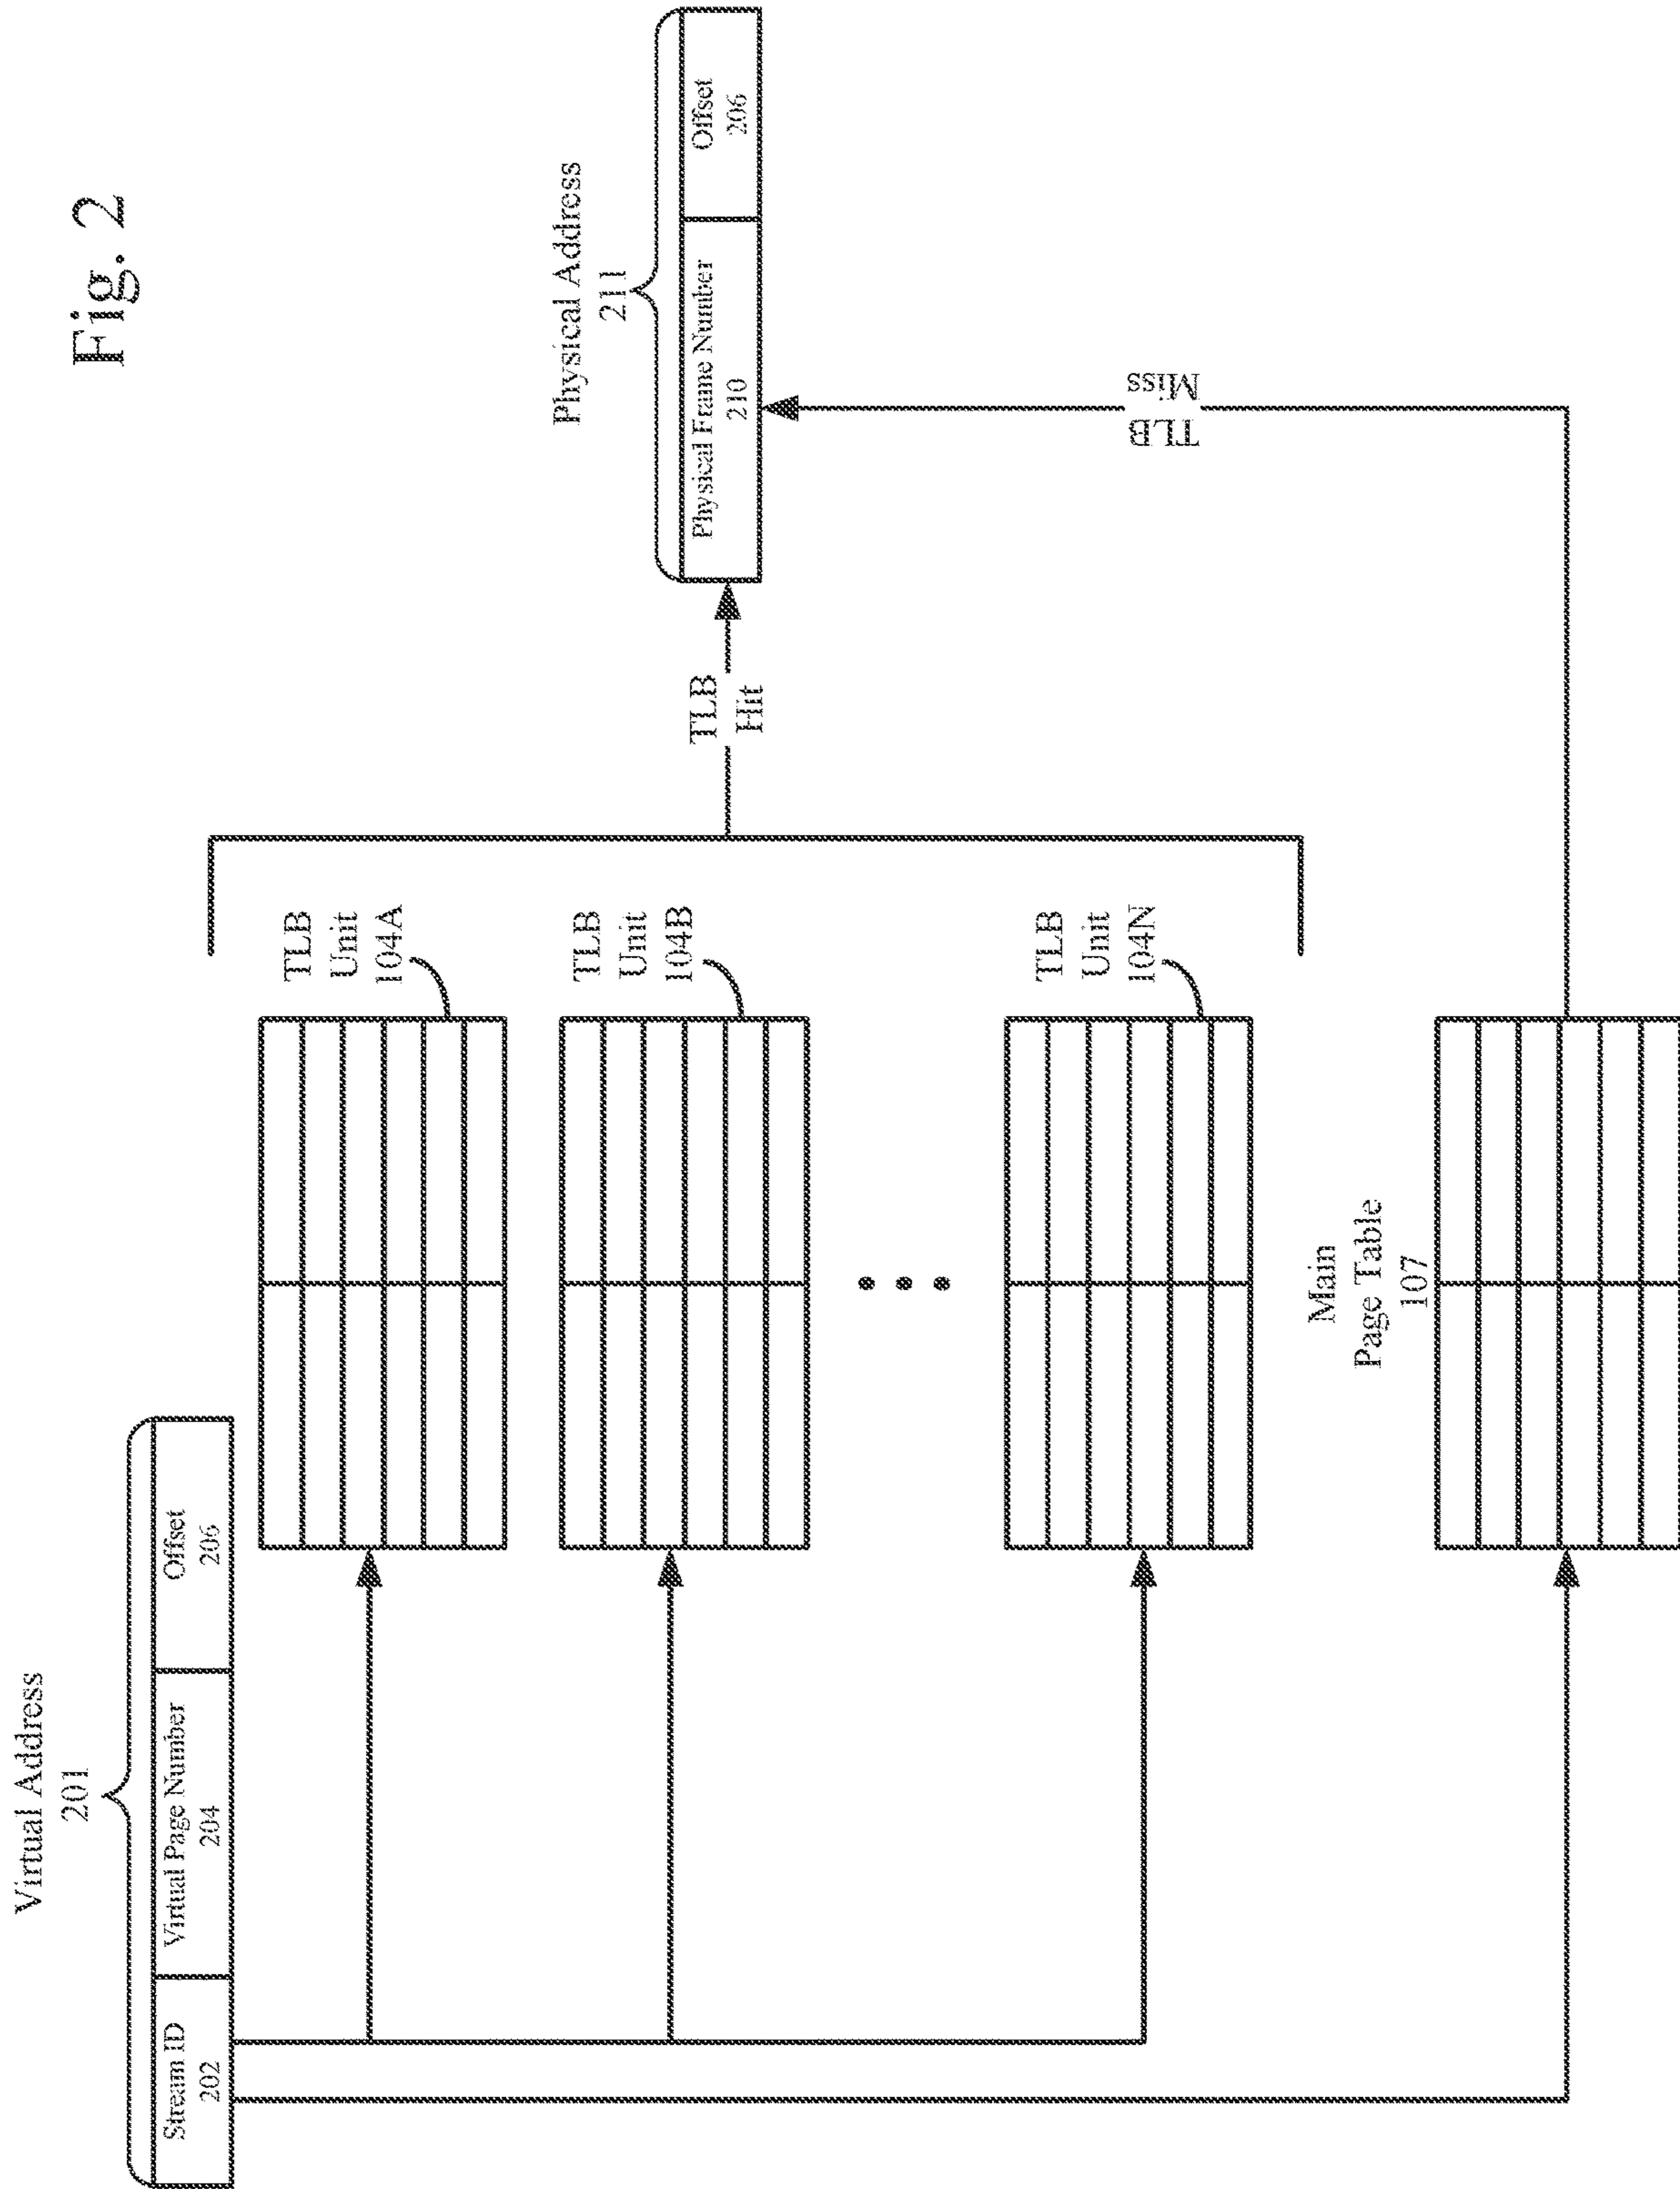 Fig. 2
Virtual Address
201
Stream ID
202
Virtual Page Number
204
Offset
206
TLB
Unit
104A
TLB
Unit
104B
TLB
Unit
104N
Main
Page Table
107
TLB
Hit
TLB
Miss
Physical Address
211
Physical Frame Number
210
Offset
206